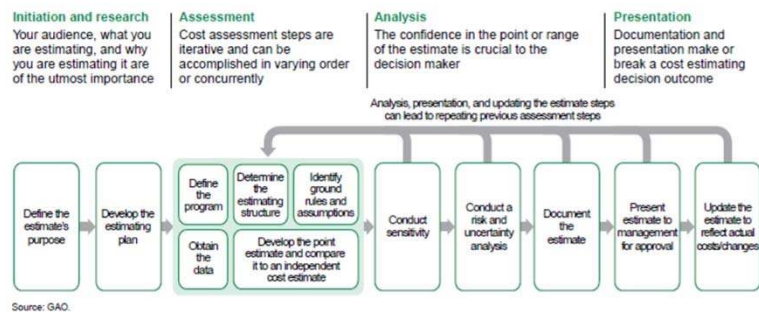 Initiation and research
Your audience, what you
are estimating, and why
you are estimating it are
of the utmost importance
Assessment
Cost assessment steps are
iterative and can be
accomplished in varying order
or concurrently
Analysis
The confidence in the point or range
of the estimate is crucial to the
decision maker
Presentation
Documentation and
presentation make or
break a cost estimating
decision outcome
Analysis, presentation, and updating the estimate steps
can lead to repeating previous assessment steps
Define the
estimate's
purpose
Develop the
estimating
plan
Define
the
program
Determine
the
estimating
structure
Identify
ground
rules and
assumptions
Obtain
the
data
Develop the point
estimate and compare
it to an independent
cost estimate
Conduct
sensitivity
Conduct a
risk and
uncertainty
analysis
Document
the
estimate
Present
estimate to
management
for approval
Update the
estimate to
reflect actual
costs/changes
Source: GAO.